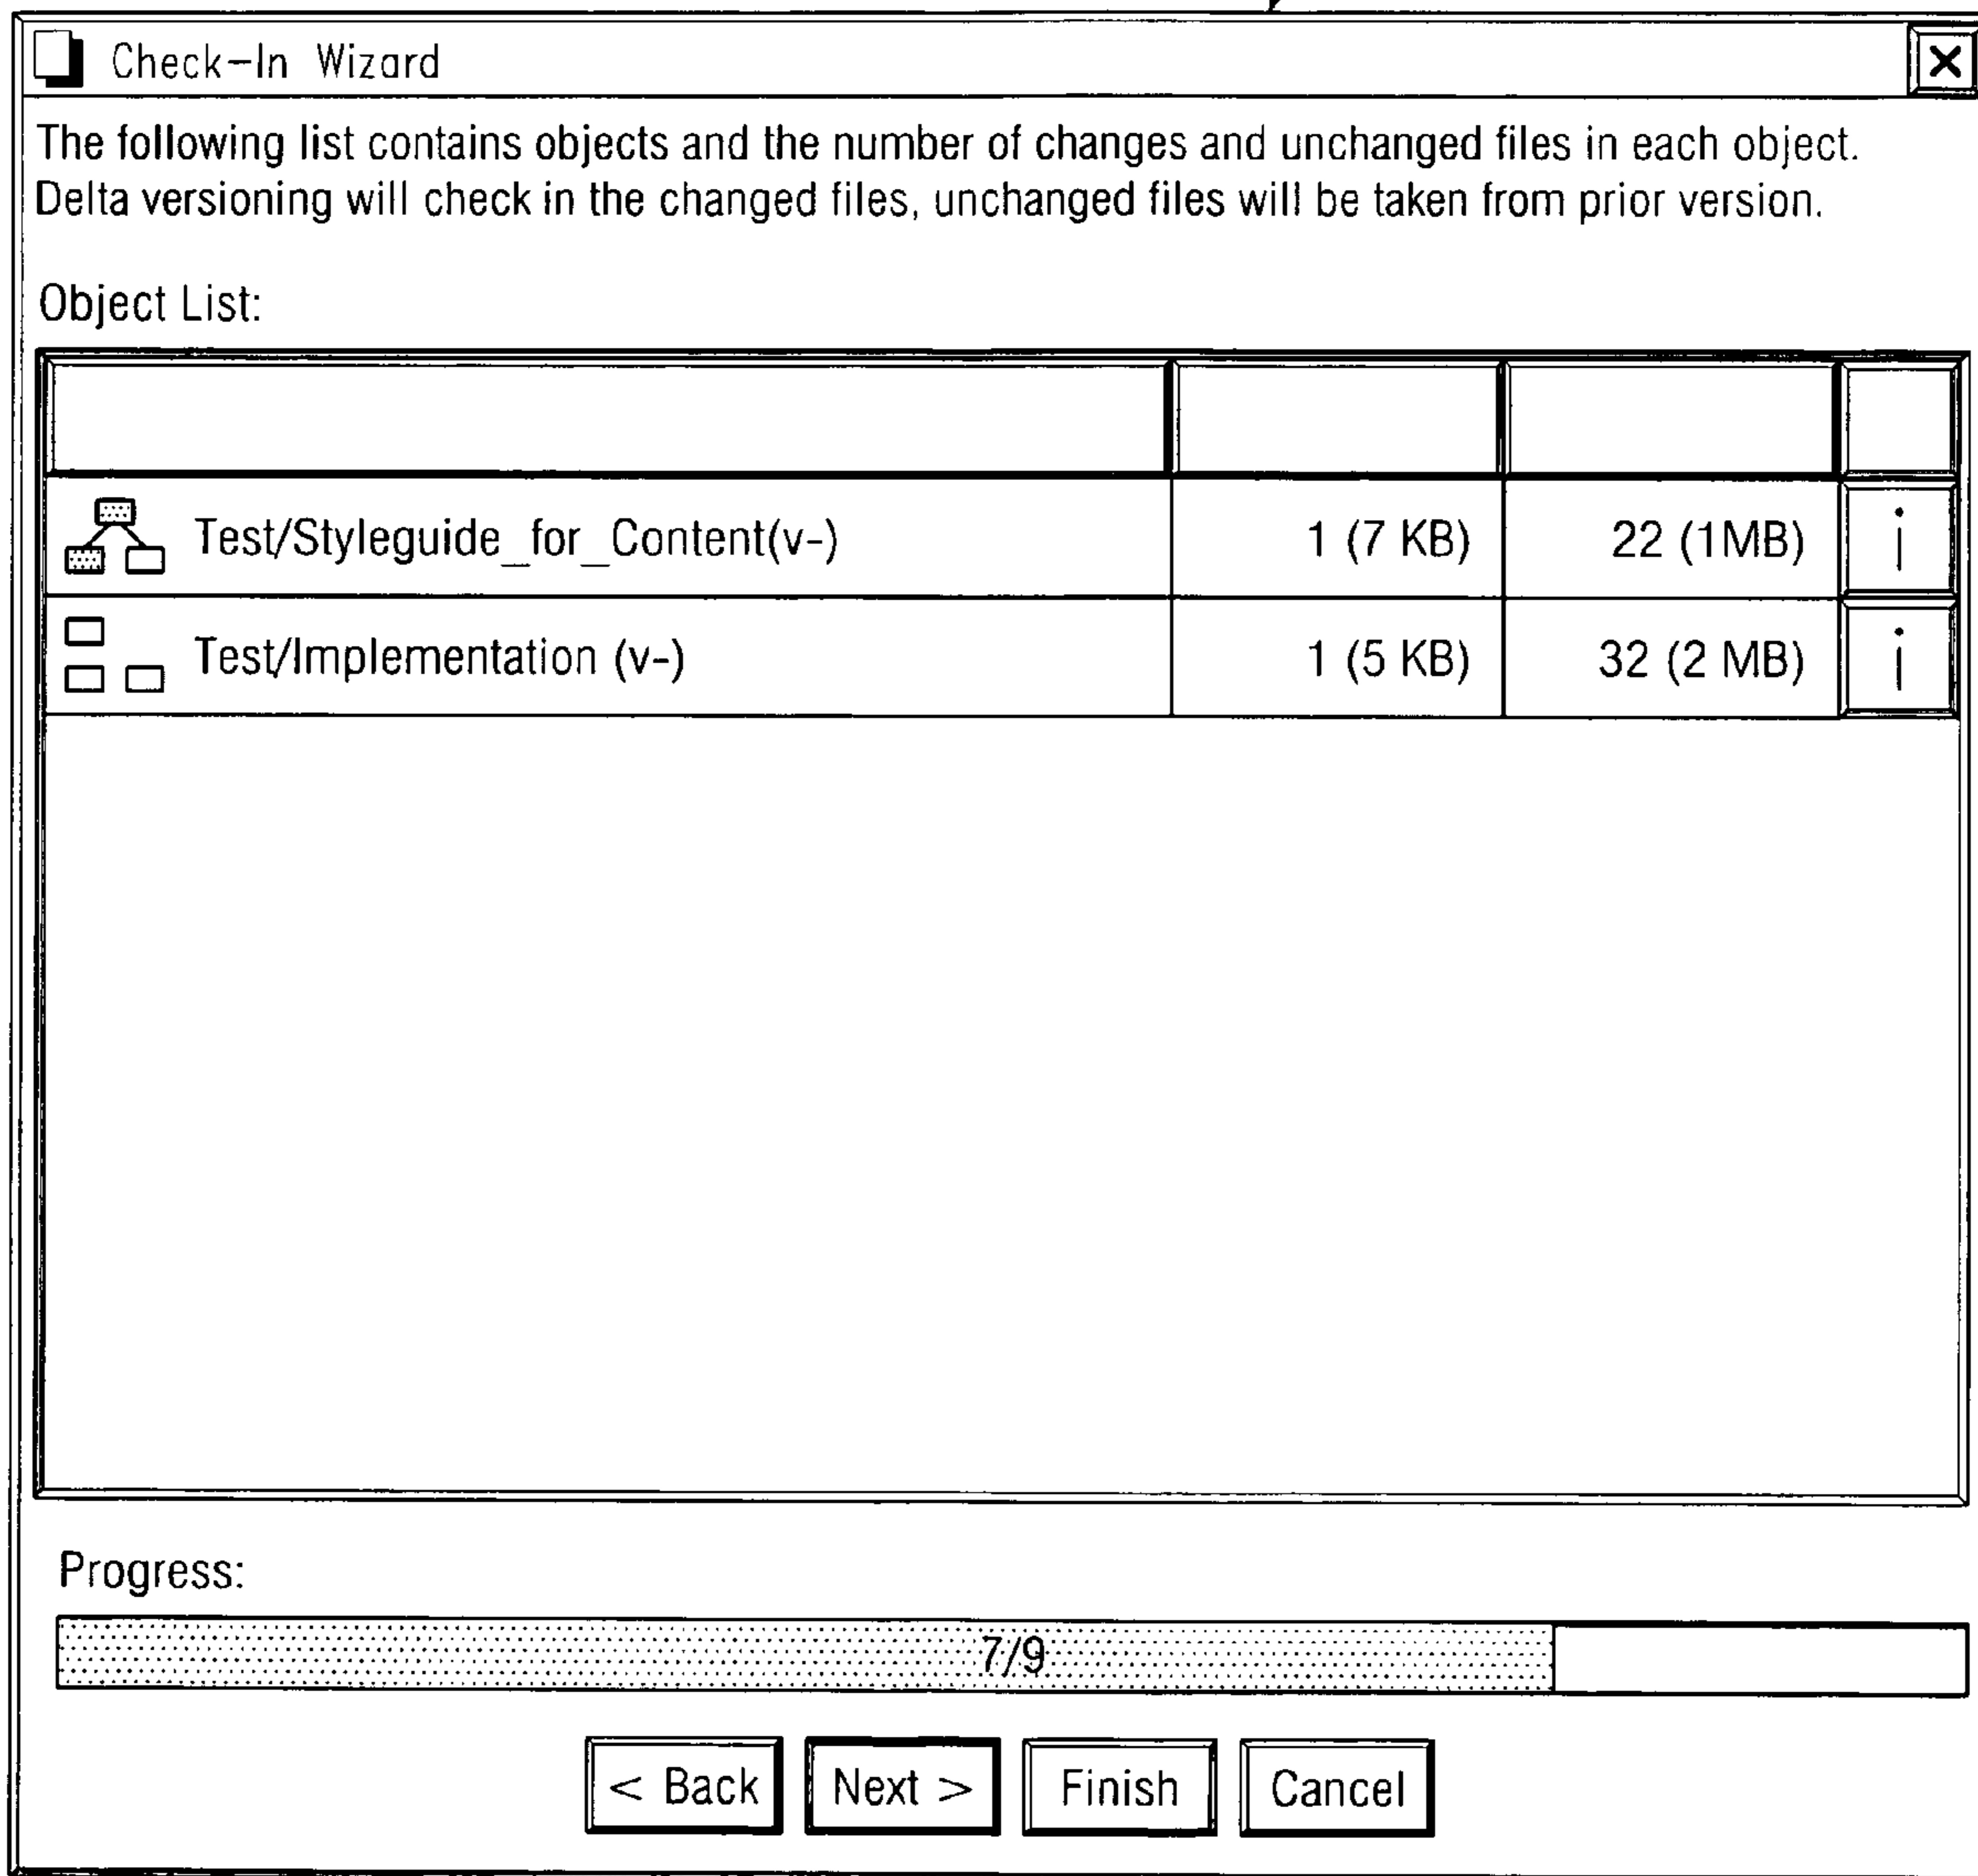 Check-In Wizard
The following list contains objects and the number of changes and unchanged files in each object.
Delta versioning will check in the changed files, unchanged files will be taken from prior version.
Object List:
Test/Styleguide_for_Content(v-) 1 (7 KB) 22 (1MB) i
Test/Implementation (v-) 1 (5 KB) 32 (2 MB) i
Progress:
7/9
< Back Next > Finish Cancel